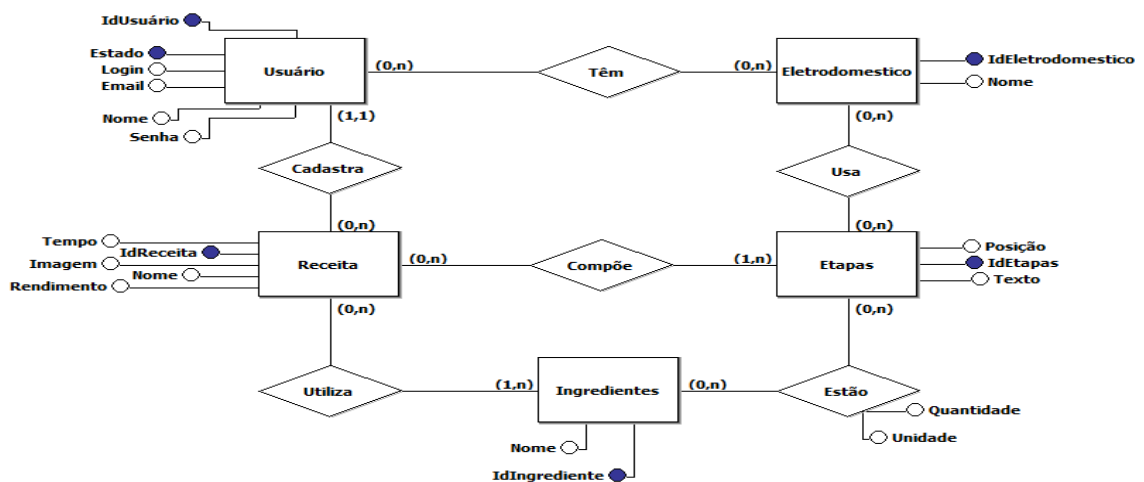 IdUsuário
Estado
Login
Email
Nome
Senha
Usuário
(0,n)
Têm
(0,n)
Eletrodomestico
IdEletrodomestico
Nome
(1,1)
(0,n)
Cadastra
Usa
(0,n)
(0,n)
Tempo
IdReceita
Imagem
Nome
Rendimento
Receita
(0,n)
Compõe
(1,n)
Etapas
Posição
IdEtapas
Texto
(0,n)
(0,n)
Utiliza
(1,n)
Ingredientes
(0,n)
Estão
Quantidade
Unidade
Nome
IdIngrediente